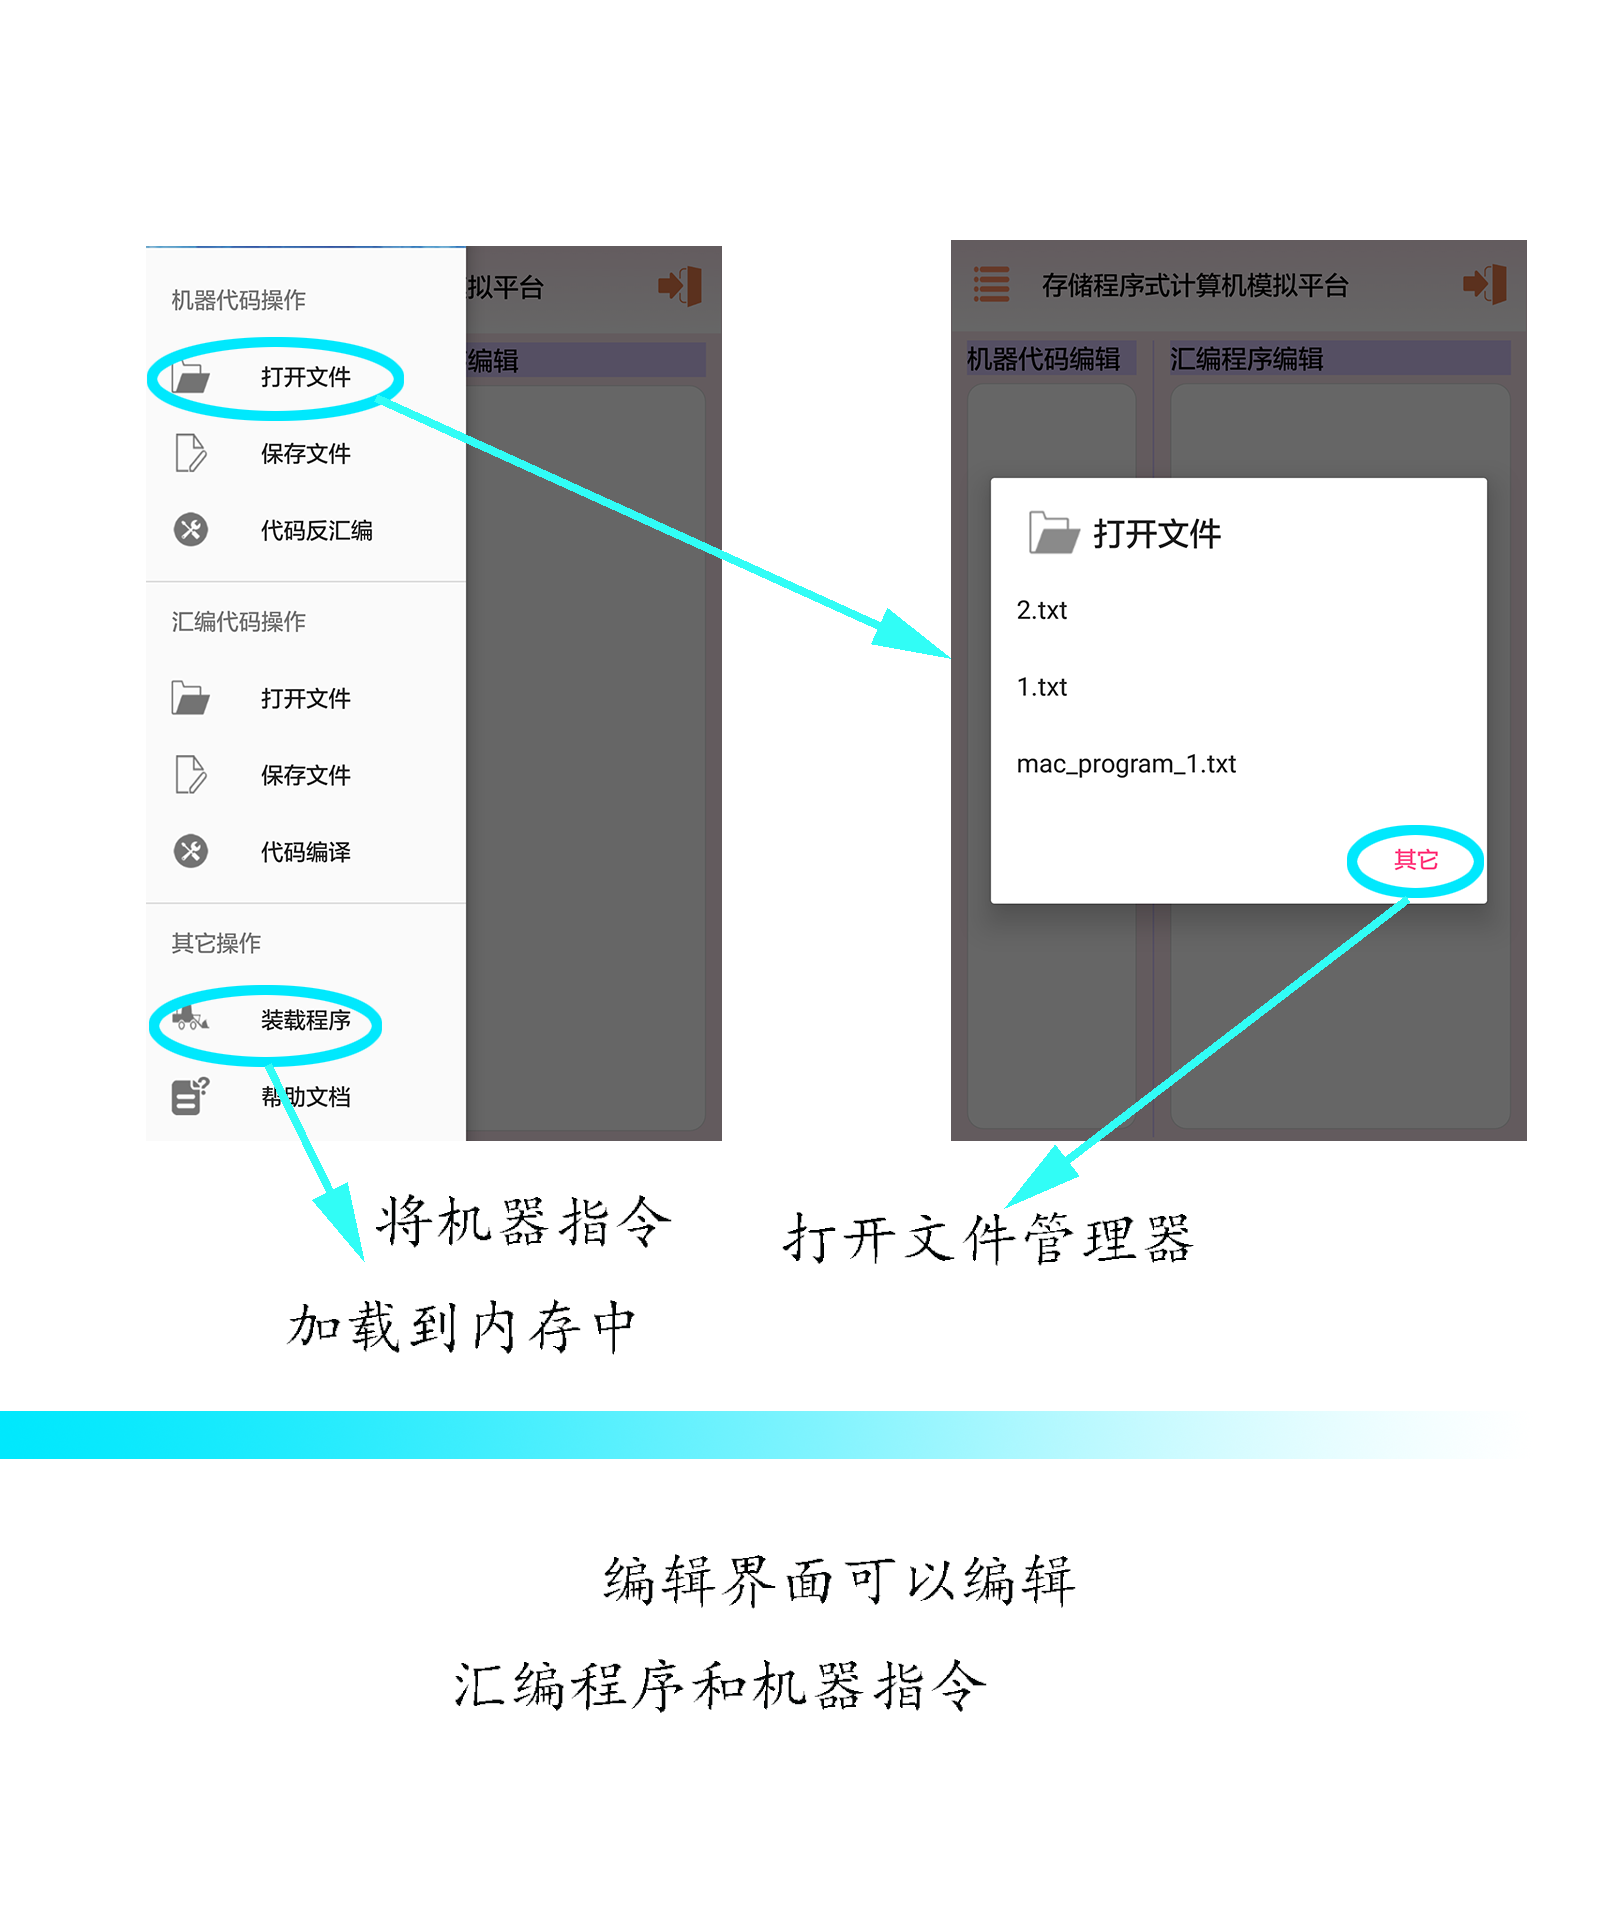 机器代码操作
打开文件
保存文件
代码反汇编
汇编代码操作
打开文件
保存文件
代码编译
其它操作
装载程序
帮助文档
拟平台
编辑
存储程序式计算机模拟平台
机器代码编辑
汇编程序编辑
打开文件
2.txt
1.txt
mac_program_1.txt
其它
将机器指令
加载到内存中
打开文件管理器
编辑界面可以编辑
汇编程序和机器指令